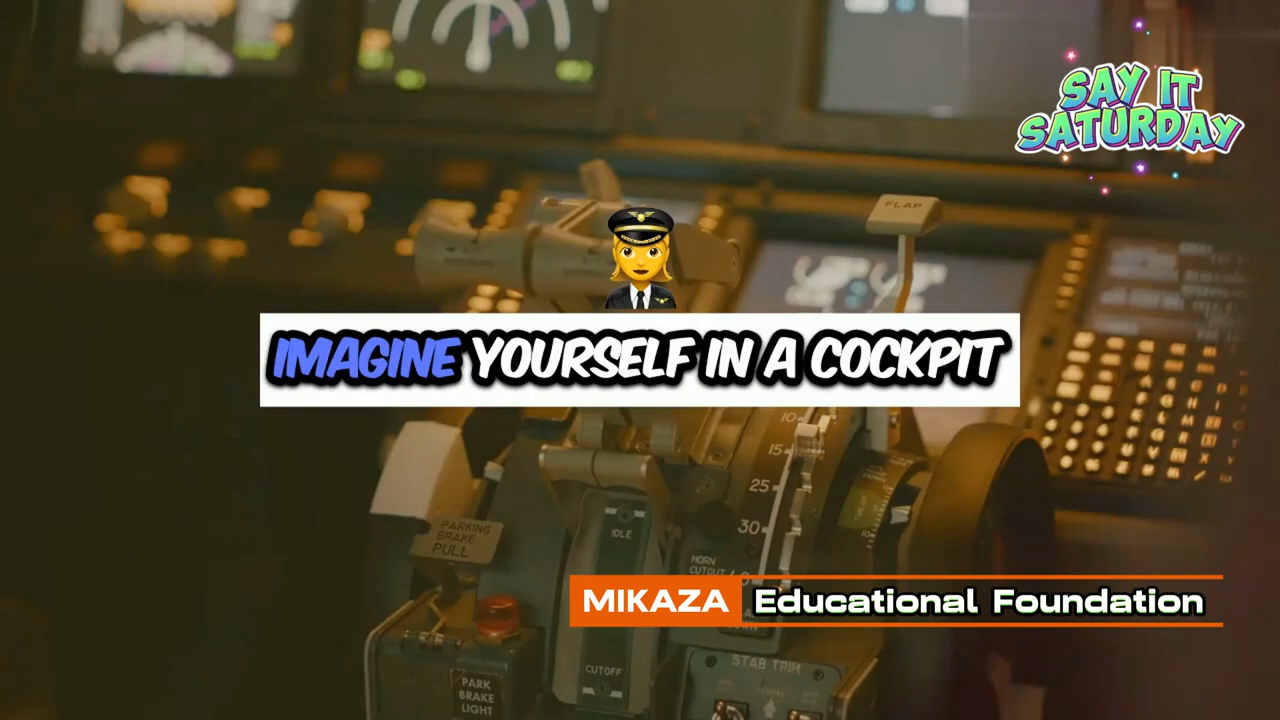 SAY IT
SATURDAY
FLAP
IMAGINE YOURSELF IN A COCKPIT
10
15
25
30
PARKING
BRAKE
PULL
IDLE
HORN
CUTOUT
MIKAZA Educational Foundation
CUTOFF
STAB TRIM
PARK
BRAKE
LIGHT